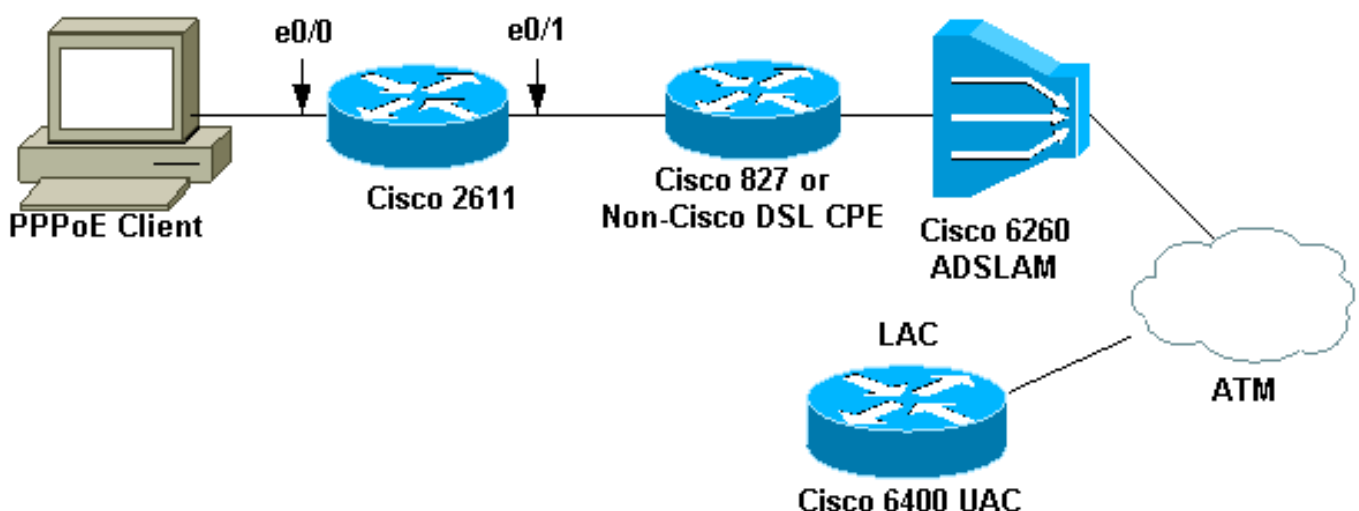 e0/0
e0/1
PPPoE Client
Cisco 2611
Cisco 827 or
Non-Cisco DSL CPE
Cisco 6260
ADSLAM
LAC
ATM
Cisco 6400 UAC